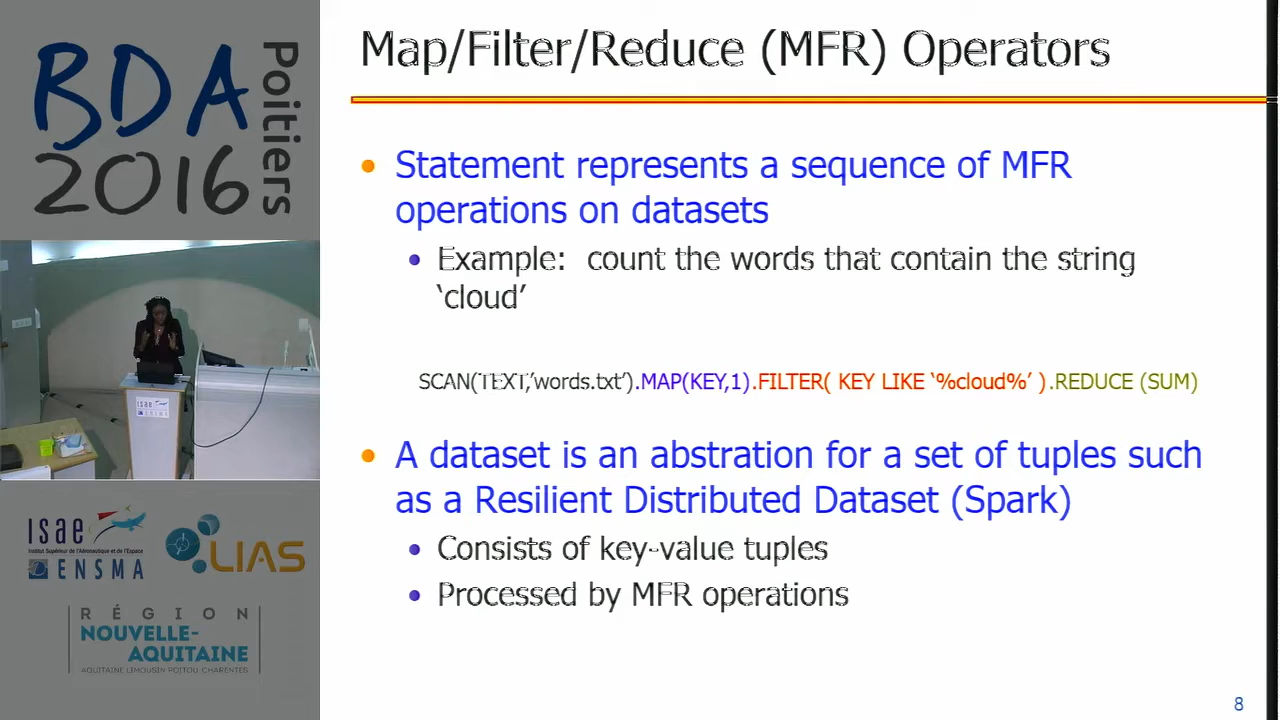 BDA
2016
Poitiers
Map/Filter/Reduce (MFR) Operators
• Statement represents a sequence of MFR
operations on datasets
• Example: count the words that contain the string
‘cloud’
SCAN(TEXT,’words.txt’).MAP(KEY,1).FILTER( KEY LIKE ‘%cloud%’ ).REDUCE (SUM)
• A dataset is an abstration for a set of tuples such
as a Resilient Distributed Dataset (Spark)
• Consists of key-value tuples
• Processed by MFR operations
8
isae
ENSMA
isae
Institut Supérieur de l'Aéronautique et de l'Espace
ENSMA
LIAS
RÉGION
NOUVELLE-
AQUITAINE
AQUITAINE LIMOUSIN POITOU-CHARENTES